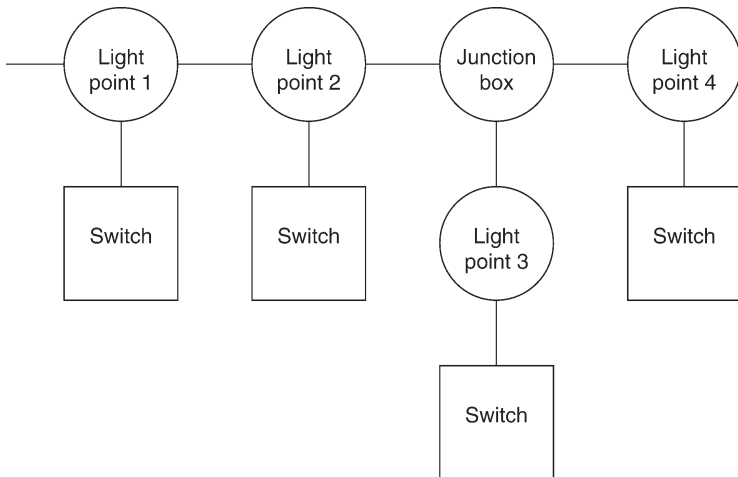 Light
point 1
Light
point 2
Junction
box
Light
point 4
Switch
Switch
Light
point 3
Switch
Switch